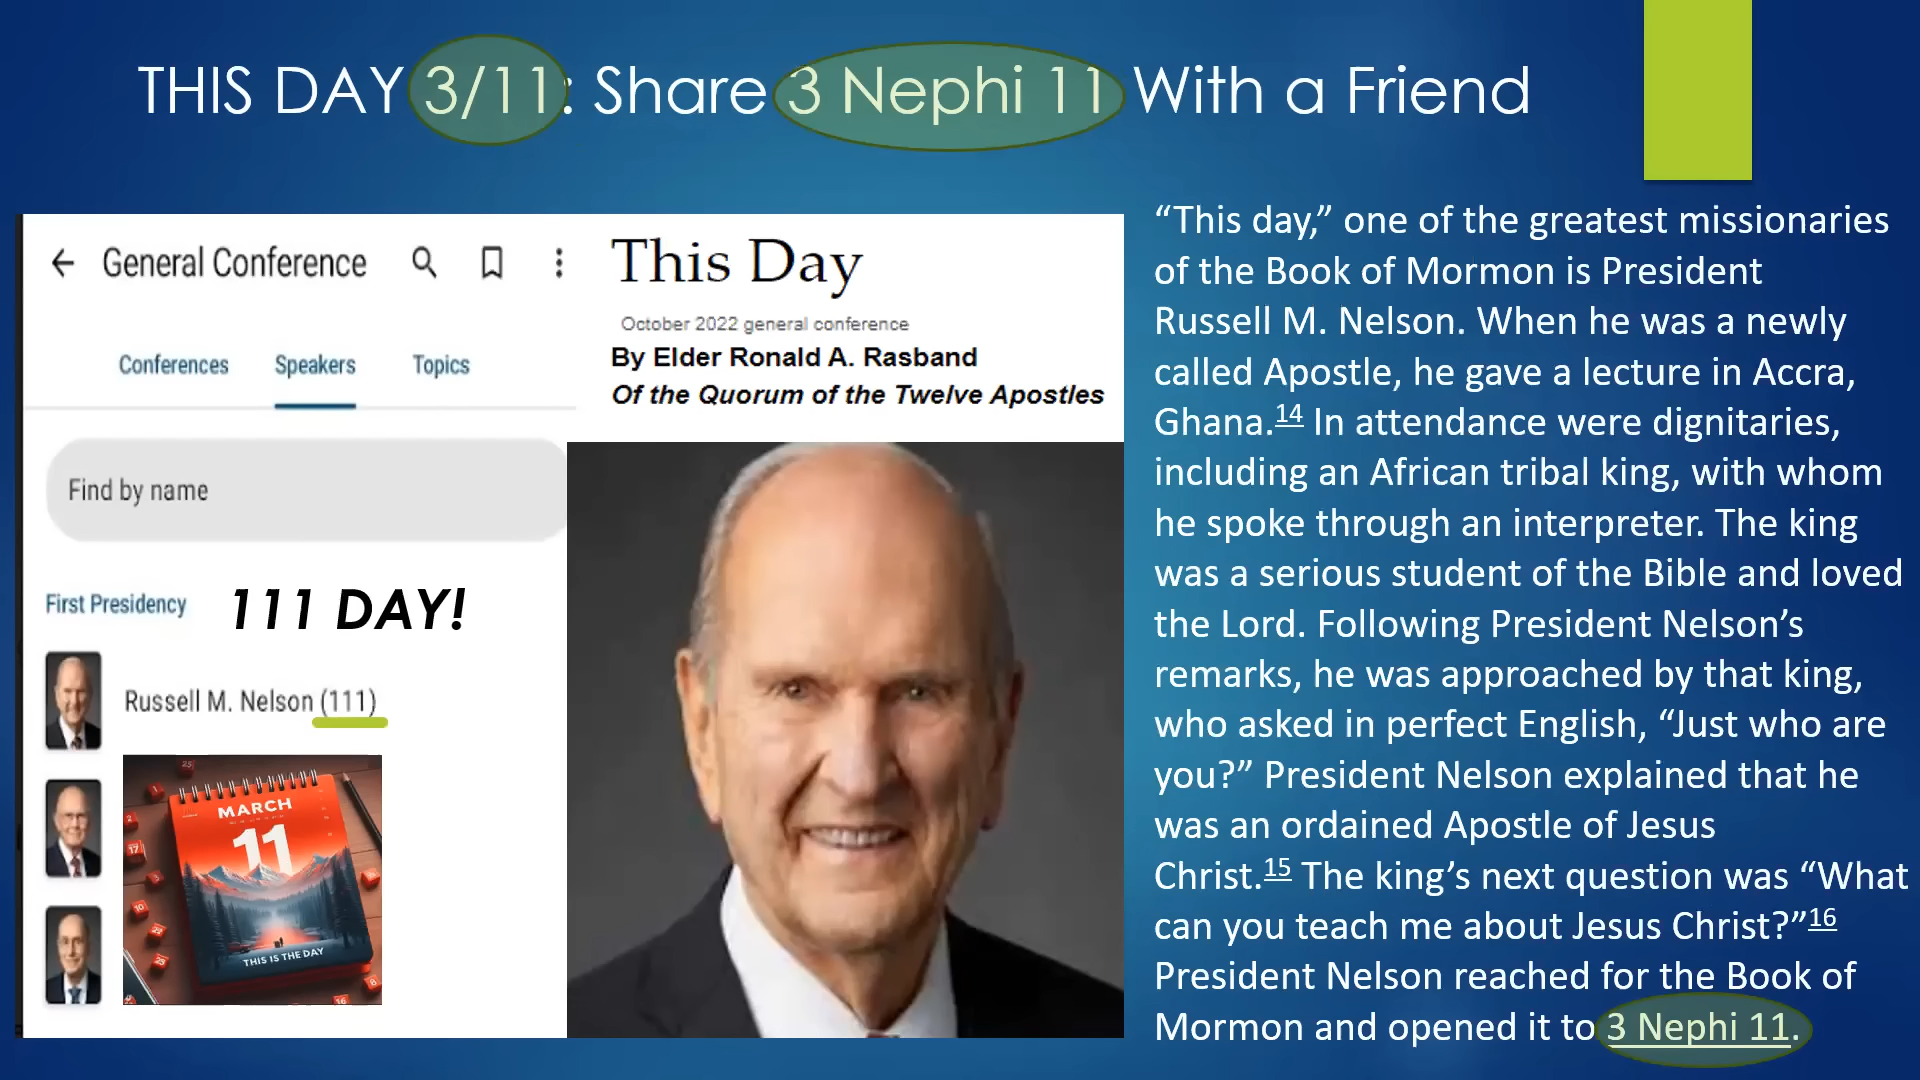 THIS DAY 3/11: Share 3 Nephi 11 With a Friend
General Conference
Conferences Speakers Topics
Find by name
First Presidency
111 DAY!
Russell M. Nelson (111)
MARCH
11
THIS IS THE DAY
This Day
October 2022 general conference
By Elder Ronald A. Rasband
Of the Quorum of the Twelve Apostles
“This day,” one of the greatest missionaries
of the Book of Mormon is President
Russell M. Nelson. When he was a newly
called Apostle, he gave a lecture in Accra,
Ghana.14 In attendance were dignitaries,
including an African tribal king, with whom
he spoke through an interpreter. The king
was a serious student of the Bible and loved
the Lord. Following President Nelson’s
remarks, he was approached by that king,
who asked in perfect English, “Just who are
you?” President Nelson explained that he
was an ordained Apostle of Jesus
Christ.15 The king’s next question was “What
can you teach me about Jesus Christ?”16
President Nelson reached for the Book of
Mormon and opened it to 3 Nephi 11.